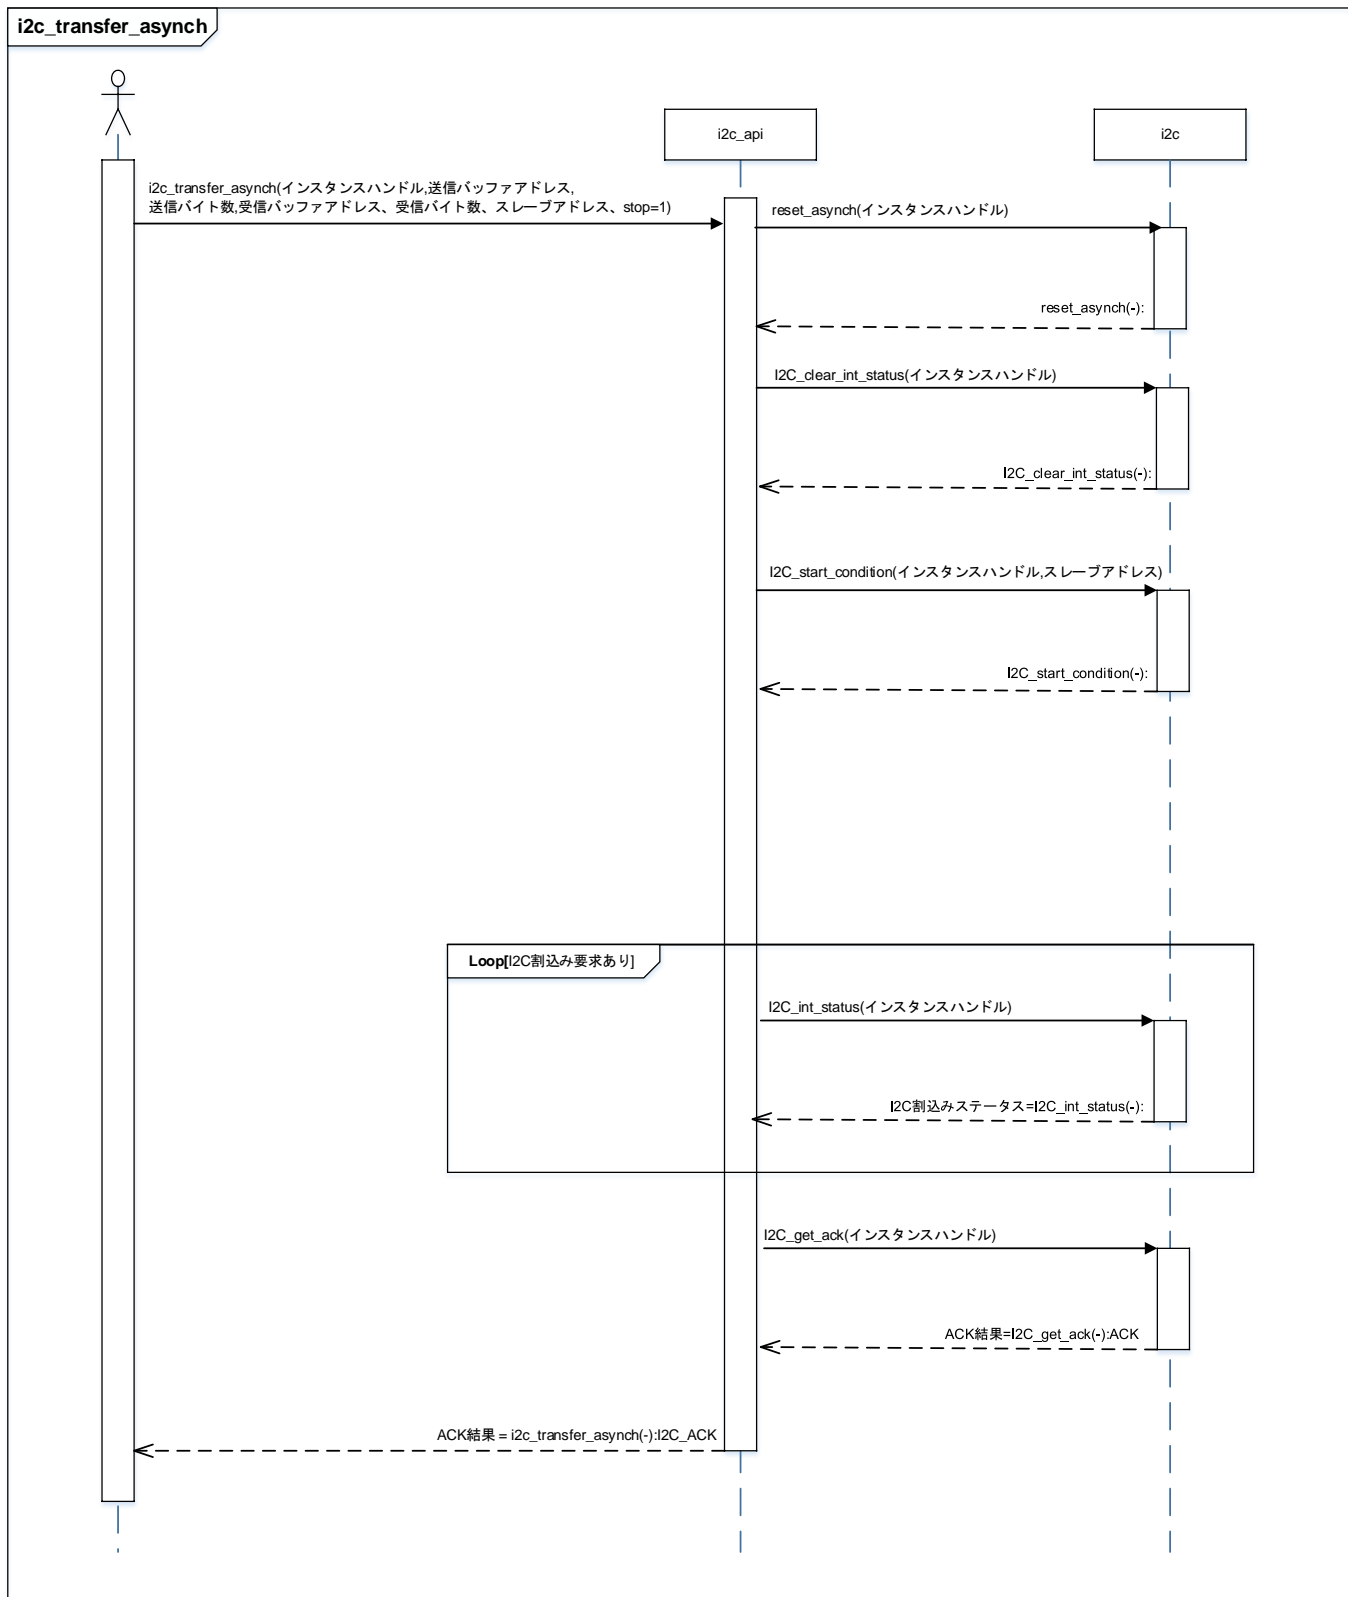 i2c_transfer_asynch
i2c_api
i2c
i2c_transfer_asynch(インスタンスハンドル,送信バッファアドレス,
送信バイト数,受信バッファアドレス、受信バイト数、スレーブアドレス、stop=1)
reset_asynch(インスタンスハンドル)
reset_asynch(-):
I2C_clear_int_status(インスタンスハンドル)
I2C_clear_int_status(-):
I2C_start_condition(インスタンスハンドル,スレーブアドレス)
I2C_start_condition(-):
Loop[I2C割込み要求あり]
I2C_int_status(インスタンスハンドル)
I2C割込みステータス=I2C_int_status(-):
I2C_get_ack(インスタンスハンドル)
ACK結果=I2C_get_ack(-):ACK
ACK結果 = i2c_transfer_asynch(-):I2C_ACK